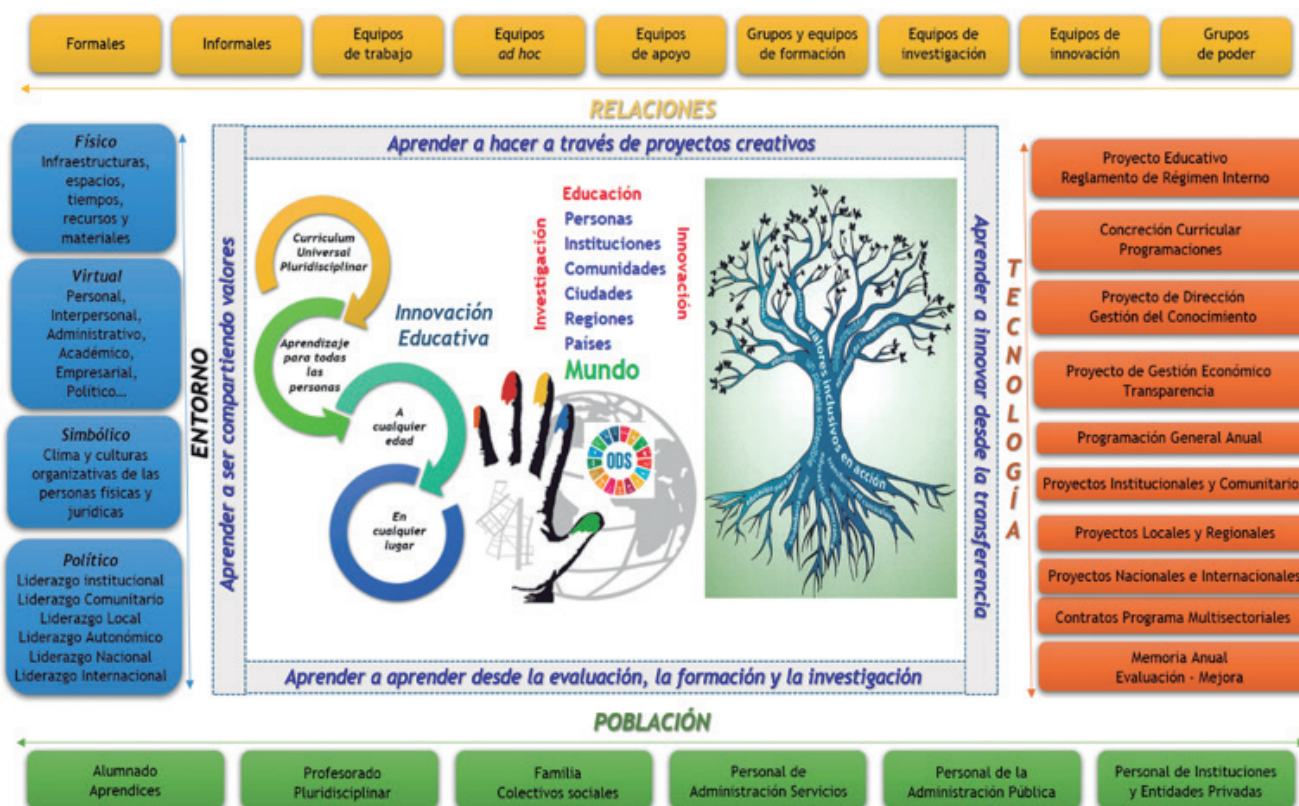 Formales
Informales
Equipos
de trabajo
Equipos
ad hoc
Equipos
de apoyo
Grupos y equipos
de formación
Equipos de
investigación
Equipos de
innovación
Grupos
de poder
RELACIONES
Físico
Infraestructuras,
espacios,
tiempos,
recursos y
materiales
Virtual
Personal,
Interpersonal,
Administrativo,
Académico,
Empresarial,
Político...
Simbólico
Clima y culturas
organizativas de las
personas físicas y
jurídicas
Político
Liderazgo institucional
Liderazgo Comunitario
Liderazgo Local
Liderazgo Autonómico
Liderazgo Nacional
Liderazgo Internacional
ENTORNO
Aprender a ser compartiendo valores
Aprender a hacer a través de proyectos creativos
Curriculum
Universal
Pluridisciplinar
Aprendizaje
para todas
las
personas
A
cualquier
edad
En
cualquier
lugar
Innovación
Educativa
Investigación
Educación
Personas
Instituciones
Comunidades
Ciudades
Regiones
Países
Mundo
Innovación
ODS
Valores inclusivos en acción
Aprender a innovar desde la transferencia
Aprender a aprender desde la evaluación, la formación y la investigación
TECNOLOGÍA
Proyecto Educativo
Reglamento de Régimen Interno
Concreción Curricular
Programaciones
Proyecto de Dirección
Gestión del Conocimiento
Proyecto de Gestión Económico
Transparencia
Programación General Anual
Proyectos Institucionales y Comunitario
Proyectos Locales y Regionales
Proyectos Nacionales e Internacionales
Contratos Programa Multisectoriales
Memoria Anual
Evaluación - Mejora
POBLACIÓN
Alumnado
Aprendices
Profesorado
Pluridisciplinar
Familia
Colectivos sociales
Personal de
Administración Servicios
Personal de la
Administración Pública
Personal de Instituciones
y Entidades Privadas